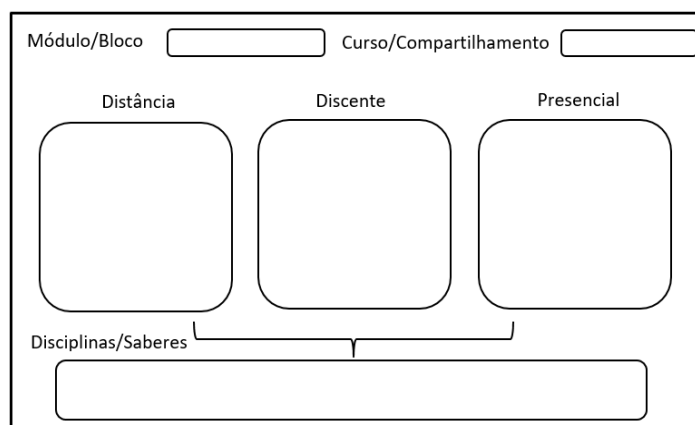 Módulo/Bloco Curso/Compartilhamento
Distância Discente Presencial
Disciplinas/Saberes